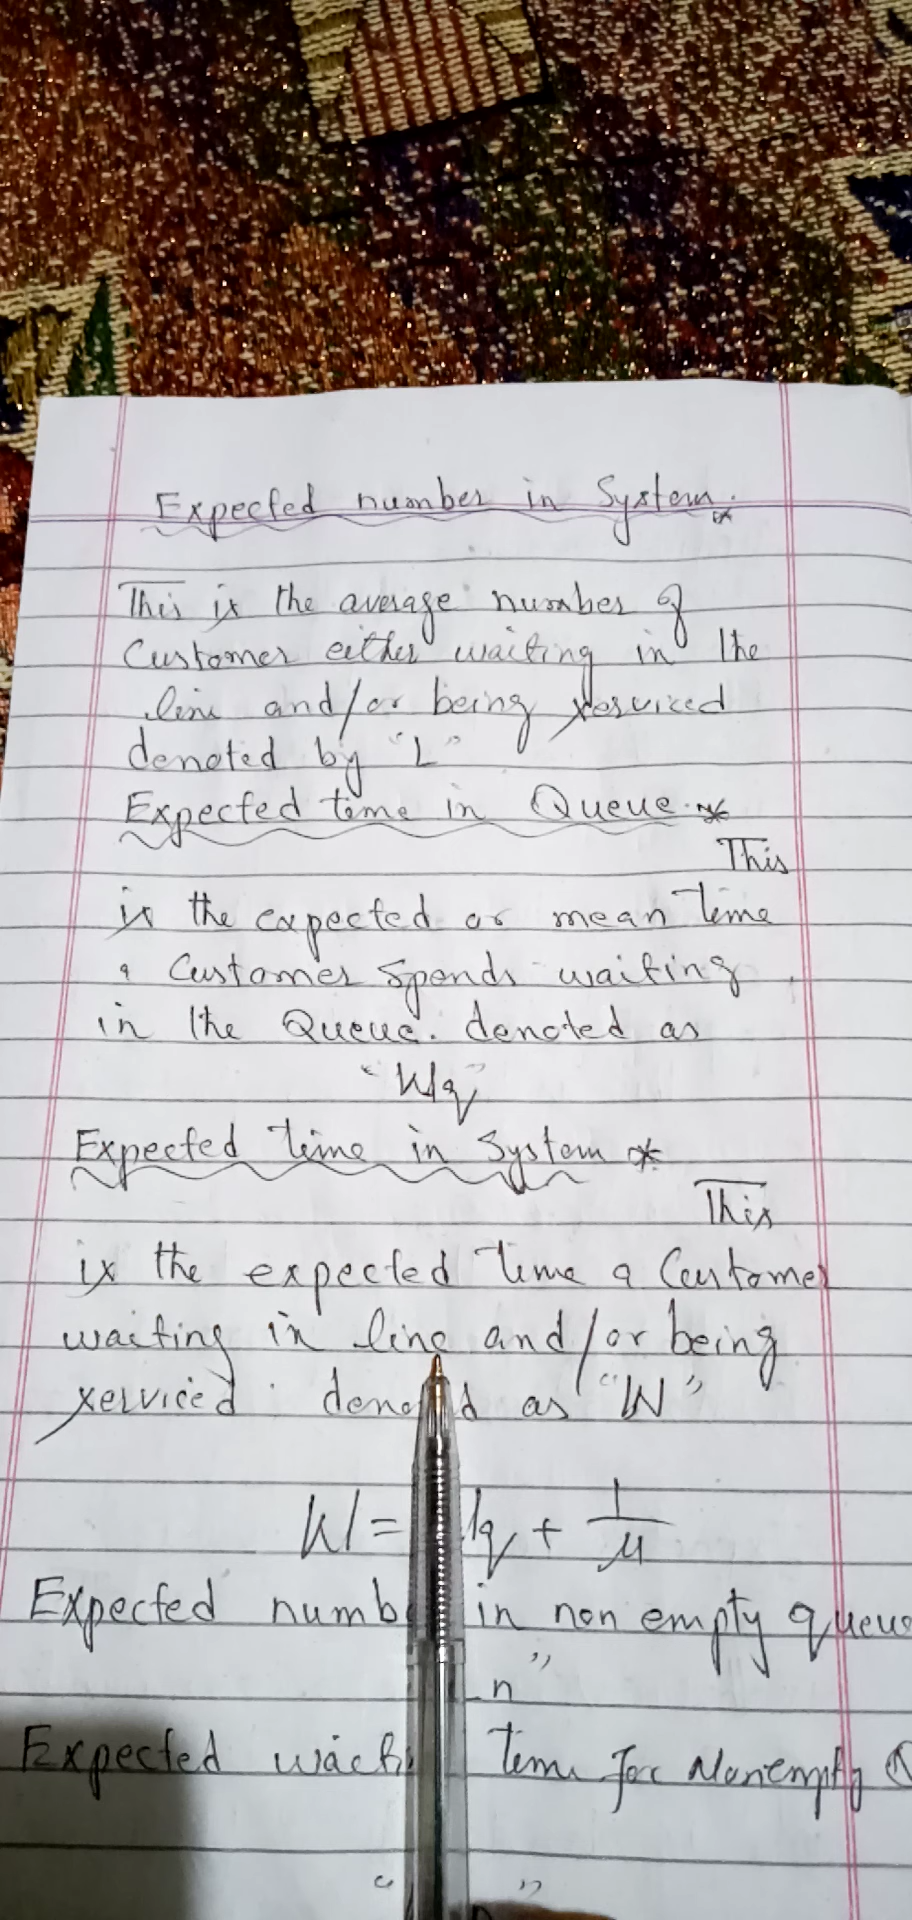 Expected number in System.*
This is the average number of
Customer either waiting in the
line and/or being serviced
denoted by "L"
Expected time in Queue.*
This
is the expected or mean time
a Customer spends waiting
in the Queue. denoted as
"Wq"
Expected time in System *
This
is the expected time a Customer
waiting in line and/or being
serviced. denoted as "W"
W = Wq + 1/μ
Expected number in non empty queue
n"
Expected time for Nonempty